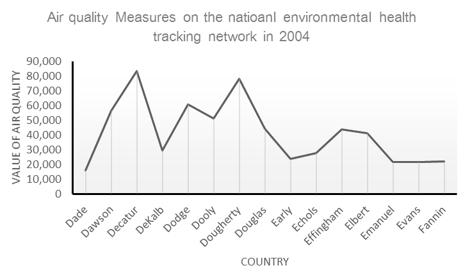 Air quality Measures on the natioanl environmental health
tracking network in 2004
90,000
80,000
70,000
60,000
50,000
40,000
30,000
20,000
10,000
0
VALUE OF AIR QUALITY
Dade
Dawson
Decatur
DeKalb
Dodge
Dooly
Dougherty
Douglas
Early
Echols
Effingham
Elbert
Emanuel
Evans
Fannin
COUNTRY